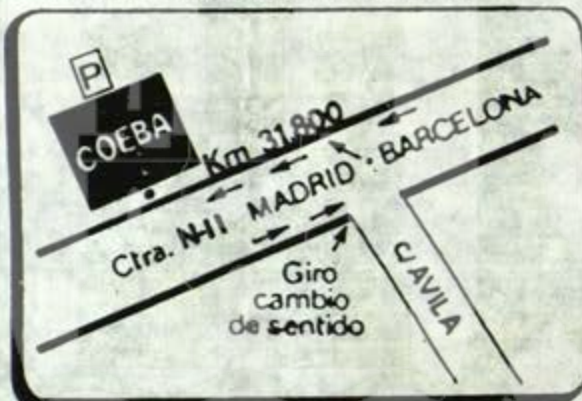 P
COEBA
Km 31,800
Ctra. N-II MADRID - BARCELONA
Giro
cambio
de sentido
C/ AVILA